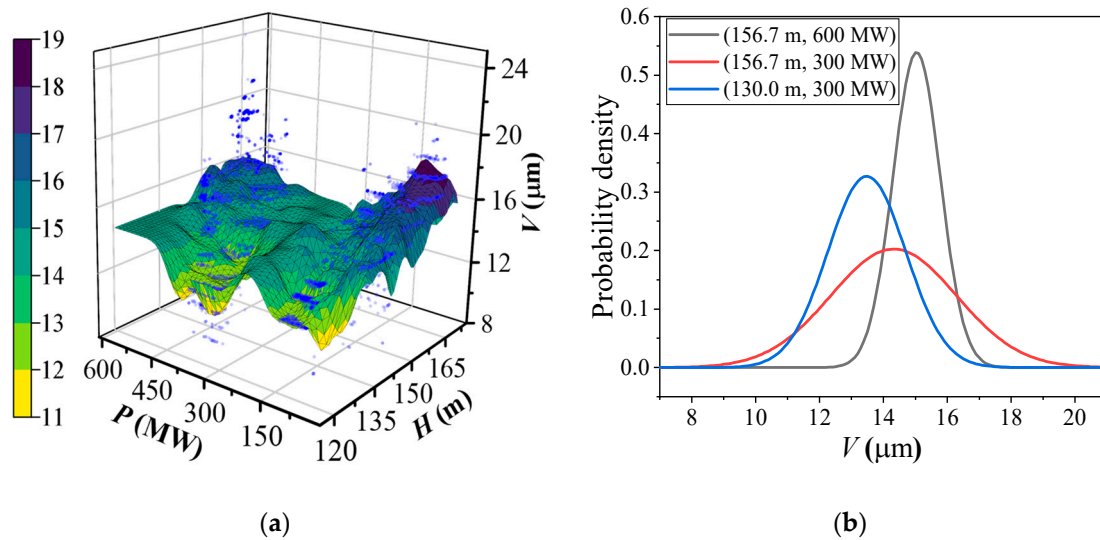 19
18
17
16
15
14
13
12
11
24
20
16
12
8
V (μm)
600
450
300
150
P (MW)
120
135
150
165
H (m)
(a)
0.6
0.5
0.4
0.3
0.2
0.1
0.0
Probability density
(156.7 m, 600 MW)
(156.7 m, 300 MW)
(130.0 m, 300 MW)
8 10 12 14 16 18 20
V (μm)
(b)